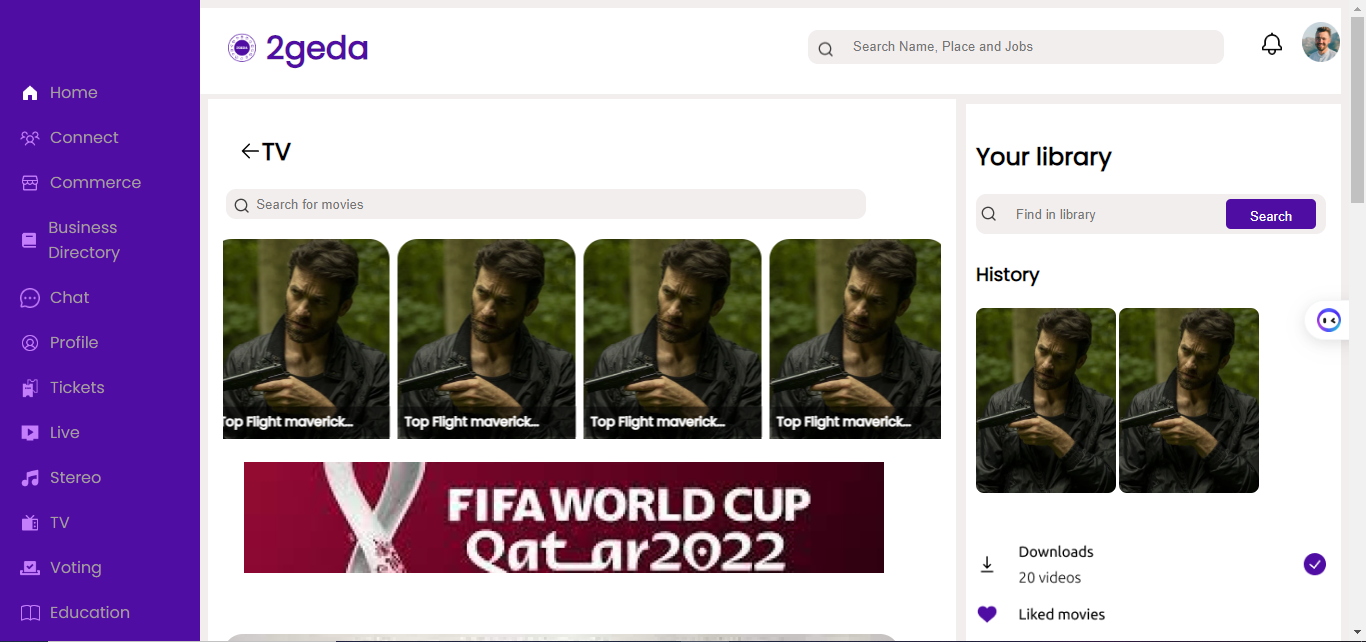 2geda
Search Name, Place and Jobs
Home
Connect
Commerce
Business
Directory
Chat
Profile
Tickets
Live
Stereo
TV
Voting
Education
TV
Search for movies
Top Flight maverick...
Top Flight maverick...
Top Flight maverick...
Top Flight maverick...
FIFA WORLD CUP
Qatar2022
Your library
Find in library
Search
History
Downloads
20 videos
Liked movies